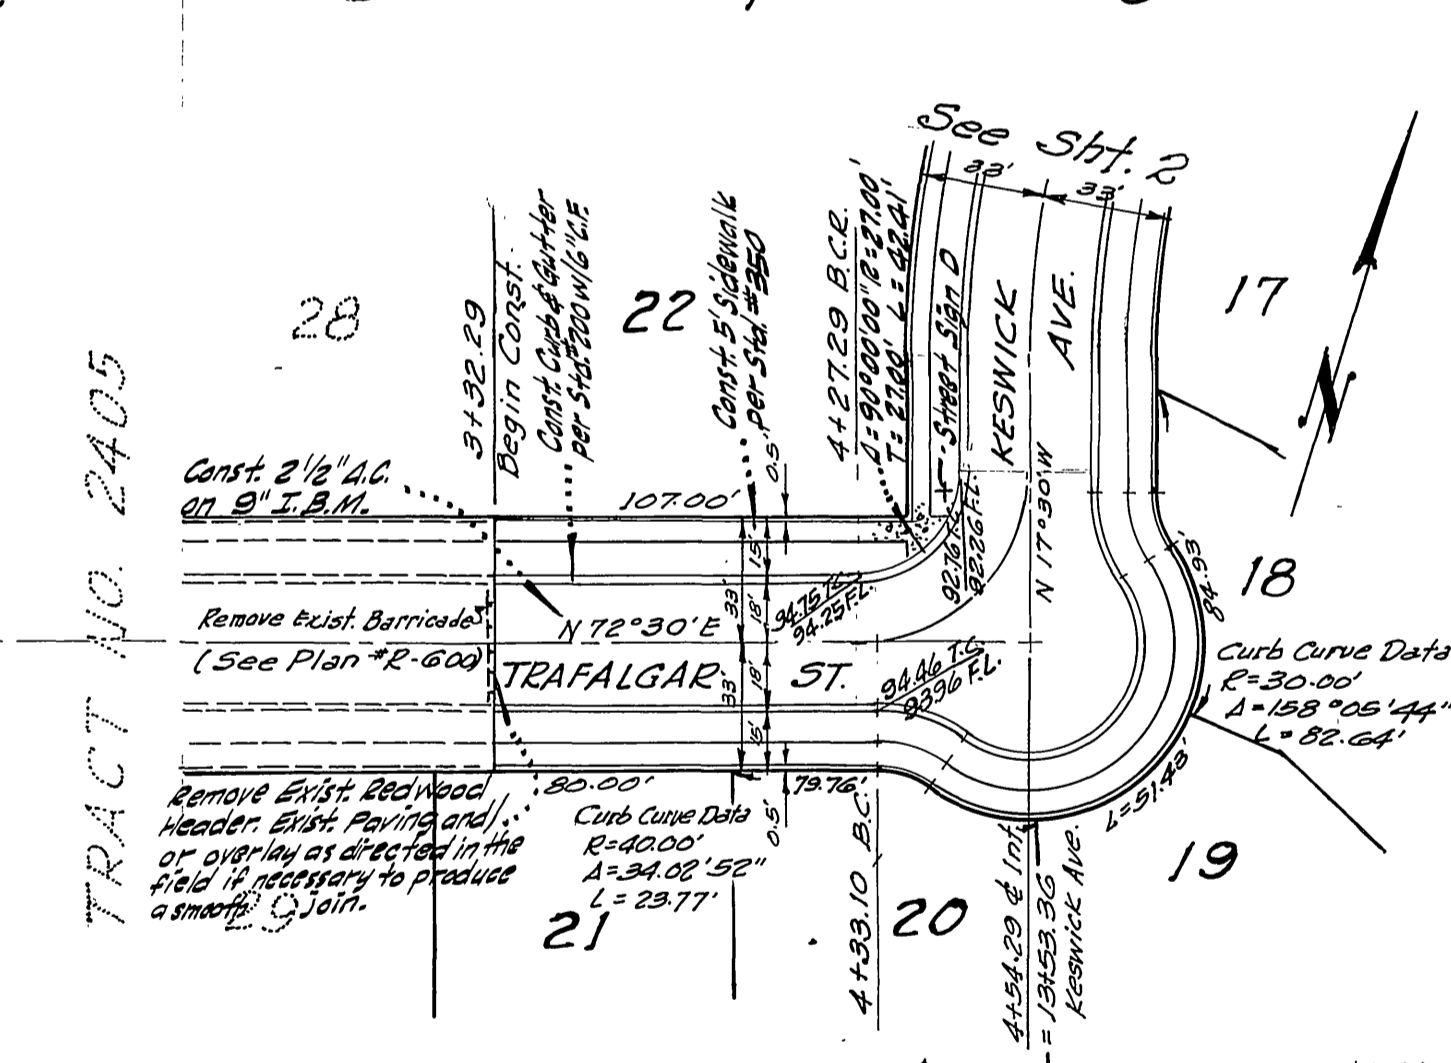 See Sht. 2
33'
33'
TRACT NO. 2405
28
22
17
18
19
20
21
29
3+32.29
Begin Const.
Const. Curb & Gutter
per Std. #200 W/6" C.F.
Const. 5' Sidewalk
per Std. #350
0.5'
4+27.29 B.C.R.
Δ=90°00'00" R=27.00'
T=27.00' L=42.41'
Street Sign D
KESWICK
AVE.
N 17°30' W
Const. 2 1/2" A.C.
on 9" I.B.M.
107.00'
15'
33'
18'
18'
33'
15'
92.76 T.C.
92.26 F.L.
94.75 T.C.
94.25 F.L.
94.46 T.C.
93.96 F.L.
Remove Exist. Barricade
(See Plan #R-600)
N 72°30' E
TRAFALGAR ST.
84.93'
Curb Curve Data
R=30.00'
Δ=158°05'44"
L=82.64'
L=51.43'
Remove Exist. Redwood
Header. Exist. Paving and/
or overlay as directed in the
field if necessary to produce
a smooth join.
80.00'
79.76'
0.5'
Curb Curve Data
R=40.00'
Δ=34.02'52"
L=23.77'
4+33.10 B.C.
4+54.29 ℄ Int.
= 13+53.36
Keswick Ave.
N